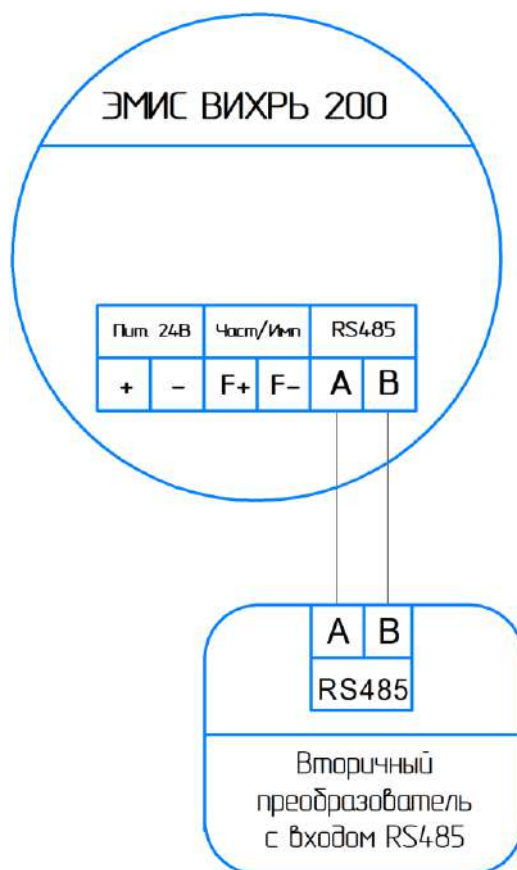 ЭМИС ВИХРЬ 200
Пит. 24В Част/Имп RS485
+ - F+ F- A B
A B
RS485
Вторичный
преобразователь
с входом RS485